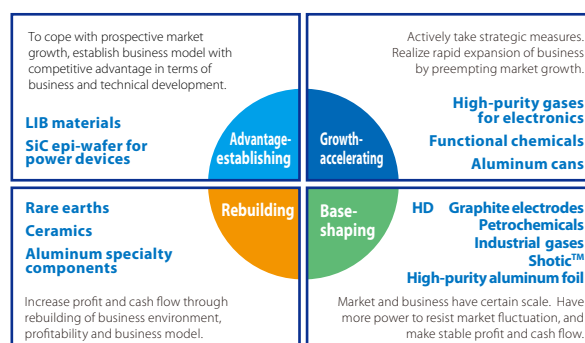 To cope with prospective market
growth, establish business model with
competitive advantage in terms of
business and technical development.
LIB materials
SiC epi-wafer for
power devices
Advantage-
establishing
Actively take strategic measures.
Realize rapid expansion of business
by preempting market growth.
High-purity gases
for electronics
Functional chemicals
Aluminum cans
Growth-
accelerating
Rare earths
Ceramics
Aluminum specialty
components
Rebuilding
Increase profit and cash flow through
rebuilding of business environment,
profitability and business model.
Base-
shaping
HD Graphite electrodes
Petrochemicals
Industrial gases
Shotic™
High-purity aluminum foil
Market and business have certain scale. Have
more power to resist market fluctuation, and
make stable profit and cash flow.